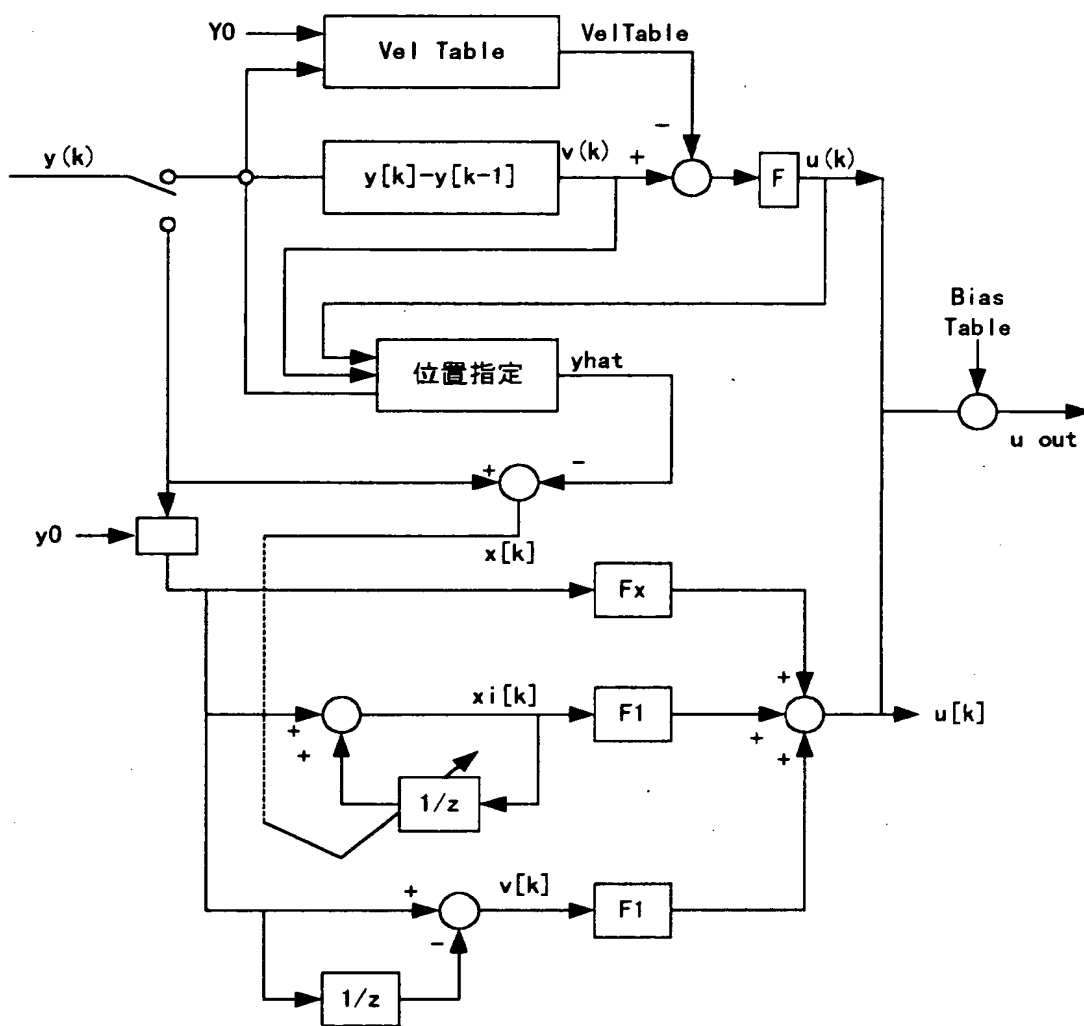 Y0
Vel Table
VelTable
-
y(k)
y[k]-y[k-1]
v(k)
+
F
u(k)
Bias
Table
位置指定
yhat
u out
+
-
y0
x[k]
Fx
+
+
xi[k]
F1
+
u[k]
+
+
1/z
+
v[k]
F1
-
1/z